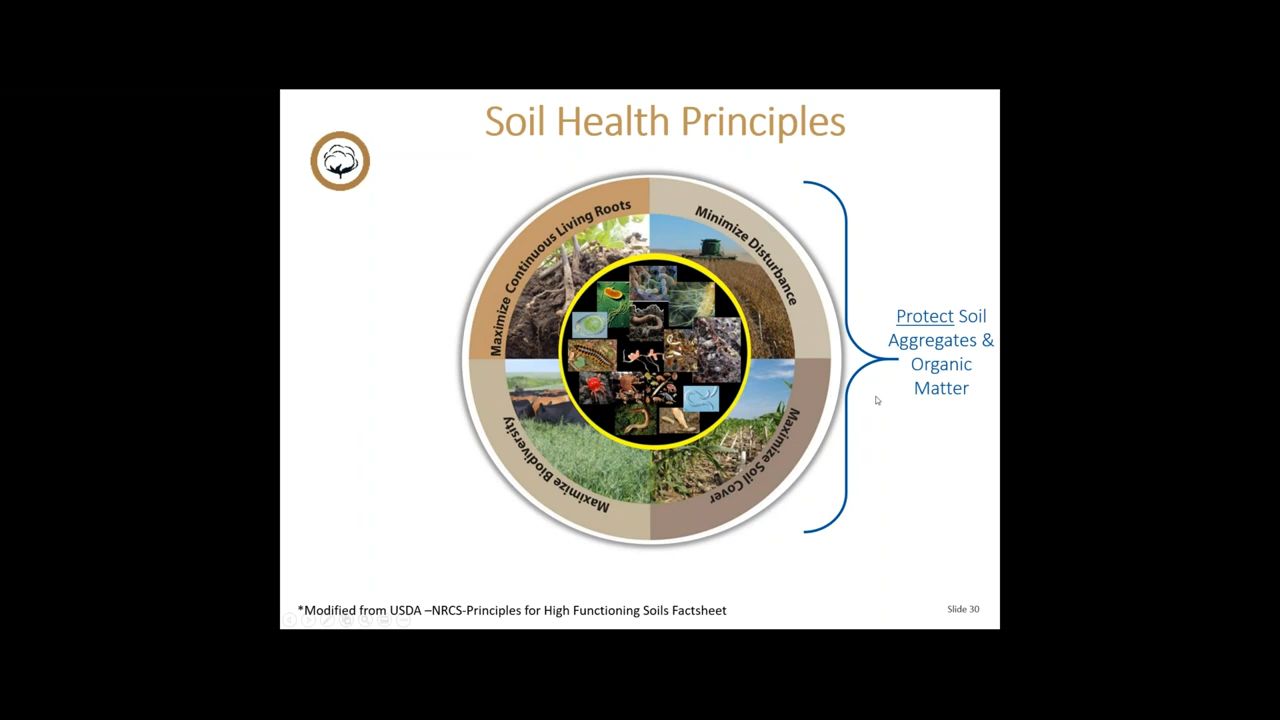 Soil Health Principles
Maximize Continuous Living Roots
Minimize Disturbance
Maximize Biodiversity
Maximize Soil Cover
Protect Soil
Aggregates &
Organic
Matter
*Modified from USDA –NRCS-Principles for High Functioning Soils Factsheet
Slide 30